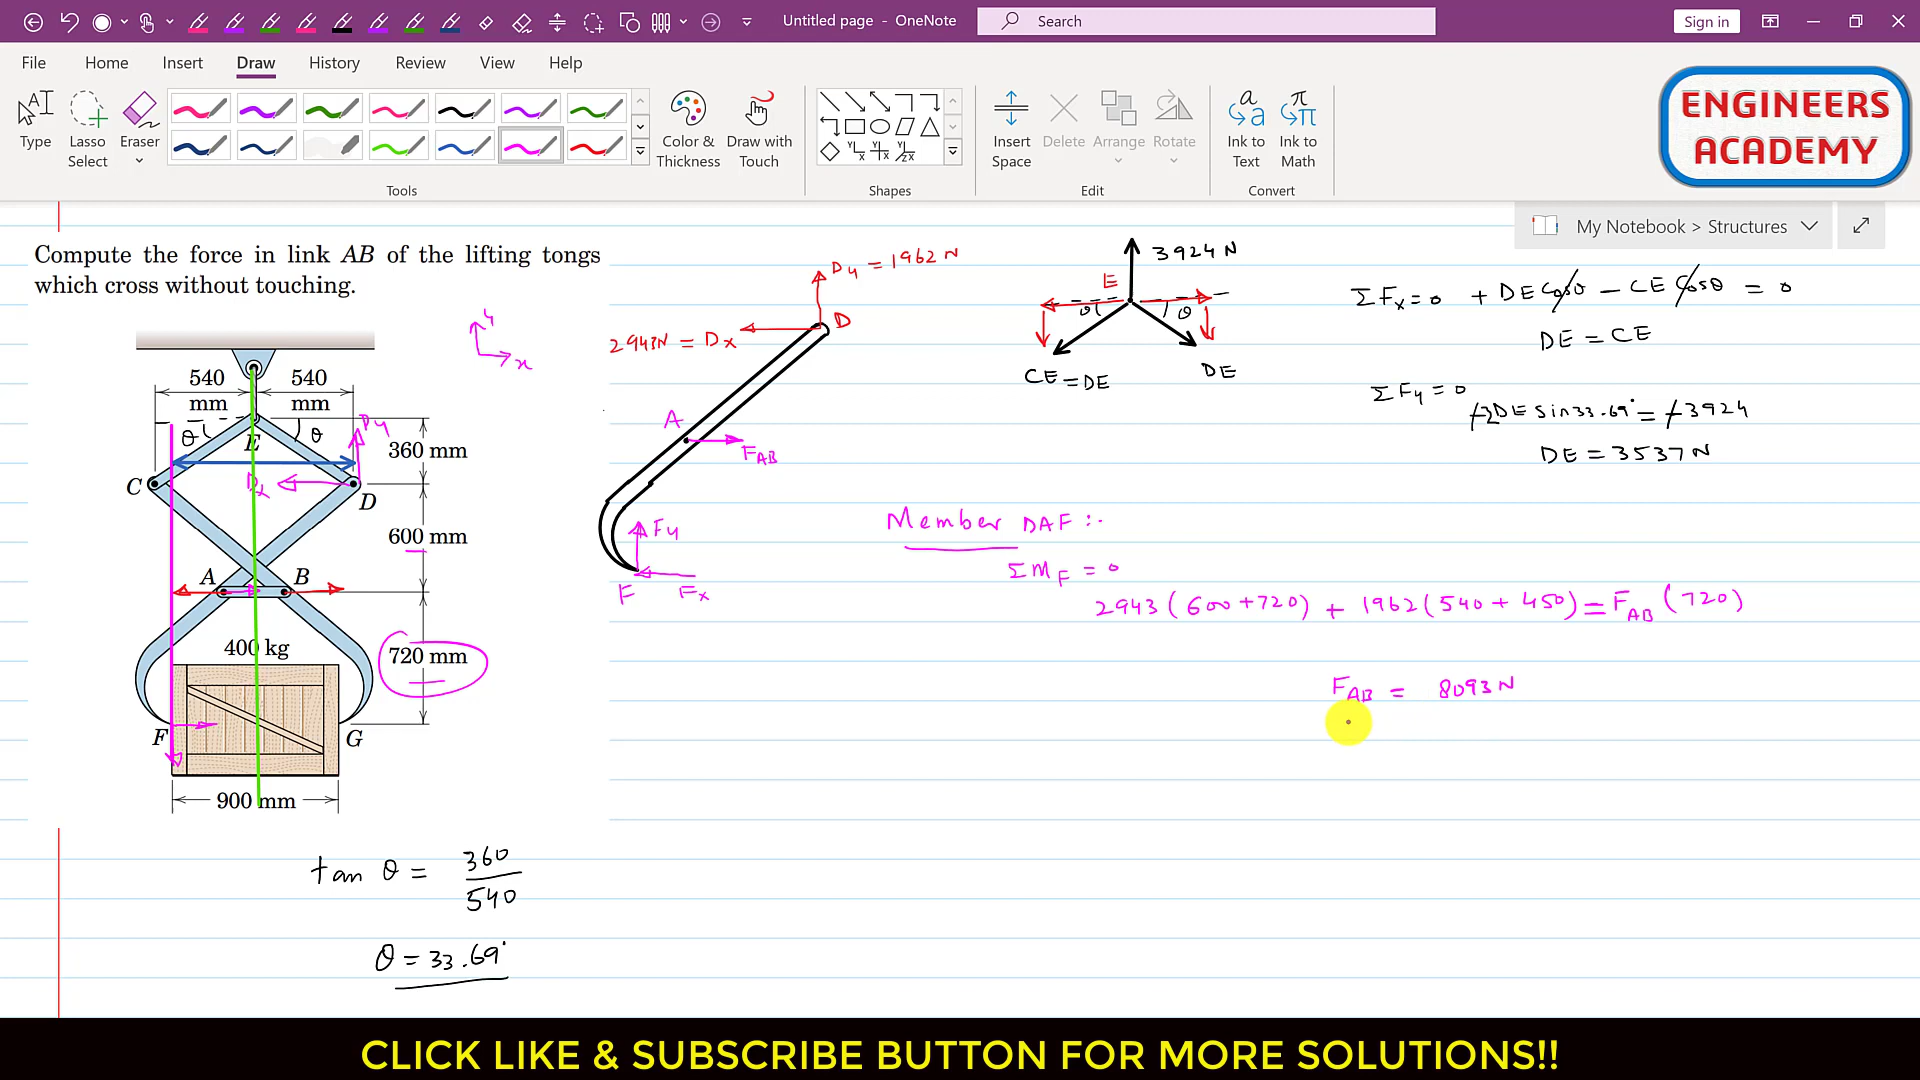 Untitled page - OneNote
Search
Sign in
File Home Insert Draw History Review View Help
Type
Lasso Select
Eraser
Color & Thickness
Draw with Touch
Insert Space
Delete
Arrange
Rotate
Ink to Text
Ink to Math
Tools
Shapes
Edit
Convert
ENGINEERS
ACADEMY
My Notebook > Structures
Compute the force in link AB of the lifting tongs
which cross without touching.
y
x
540 mm
540 mm
θ
θ
E
Dy
360 mm
C
Dx
D
600 mm
A
B
400 kg
720 mm
F
G
900 mm
tan θ = 360/540
θ = 33.69°
Dy = 1962 N
D
2943N = Dx
A
FAB
Fy
F
Fx
3924 N
E
θ
θ
CE = DE
DE
ΣFx = 0 + DE Cosθ – CE Cosθ = 0
DE = CE
ΣFy = 0
-2DE sin33.69° = -3924
DE = 3537 N
Member DAF :-
ΣMF = 0
2943(600+720) + 1962(540+450) = FAB(720)
FAB = 8093N
CLICK LIKE & SUBSCRIBE BUTTON FOR MORE SOLUTIONS!!